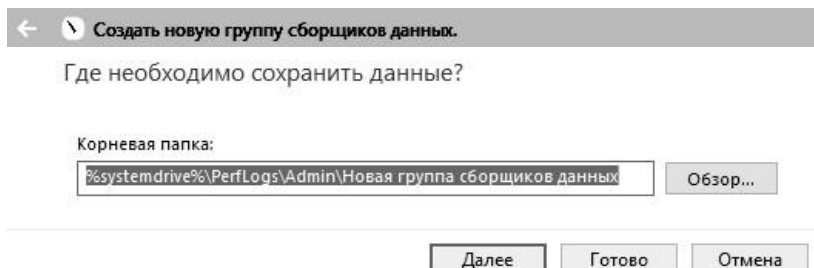 Создать новую группу сборщиков данных.
Где необходимо сохранить данные?
Корневая папка:
%systemdrive%\PerfLogs\Admin\Новая группа сборщиков данных
Обзор...
Далее
Готово
Отмена